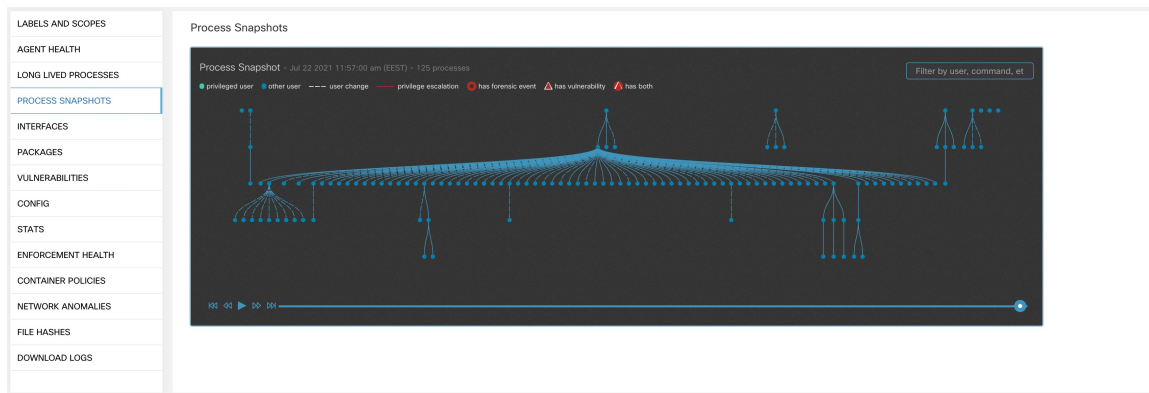 LABELS AND SCOPES
AGENT HEALTH
LONG LIVED PROCESSES
PROCESS SNAPSHOTS
INTERFACES
PACKAGES
VULNERABILITIES
CONFIG
STATS
ENFORCEMENT HEALTH
CONTAINER POLICIES
NETWORK ANOMALIES
FILE HASHES
DOWNLOAD LOGS
Process Snapshots
Process Snapshot - Jul 22 2021 11:57:00 am (EEST) - 125 processes
Filter by user, command, et
privileged user other user user change privilege escalation has forensic event has vulnerability has both